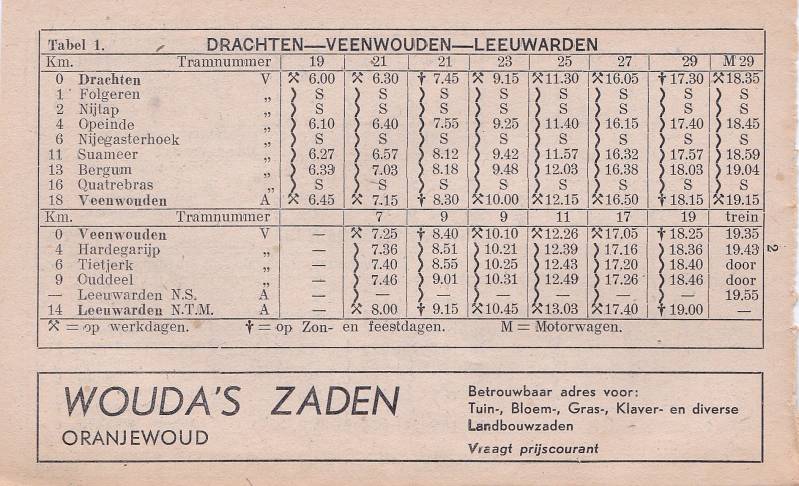 Tabel 1. DRACHTEN—VEENWOUDEN—LEEUWARDEN
Km. Tramnummer 19 21 21 23 25 27 29 M 29
0 Drachten V ⚒ 6.00 ⚒ 6.30 † 7.45 ⚒ 9.15 ⚒ 11.30 ⚒ 16.05 † 17.30 ⚒ 18.35
1 Folgeren „ S S S S S S S S
2 Nijtap „ S S S S S S S S
4 Opeinde „ 6.10 6.40 7.55 9.25 11.40 16.15 17.40 18.45
6 Nijegasterhoek „ S S S S S S S S
11 Suameer „ 6.27 6.57 8.12 9.42 11.57 16.32 17.57 18.59
13 Bergum „ 6.33 7.03 8.18 9.48 12.03 16.38 18.03 19.04
16 Quatrebras „ S S S S S S S S
18 Veenwouden A ⚒ 6.45 ⚒ 7.15 † 8.30 ⚒ 10.00 ⚒ 12.15 ⚒ 16.50 † 18.15 ⚒ 19.15
Km. Tramnummer 7 9 9 11 17 19 trein
0 Veenwouden V — ⚒ 7.25 † 8.40 ⚒ 10.10 ⚒ 12.26 ⚒ 17.05 † 18.25 19.35
4 Hardegarijp „ — 7.36 8.51 10.21 12.39 17.16 18.36 19.43
6 Tietjerk „ — 7.40 8.55 10.25 12.43 17.20 18.40 door
9 Ouddeel „ — 7.46 9.01 10.31 12.49 17.26 18.46 door
— Leeuwarden N.S. A — — — — — — — 19.55
14 Leeuwarden N.T.M. A — ⚒ 8.00 † 9.15 ⚒ 10.45 ⚒ 13.03 ⚒ 17.40 † 19.00 —
⚒ = op werkdagen. † = op Zon- en feestdagen. M = Motorwagen.
2
WOUDA'S ZADEN
ORANJEWOUD
Betrouwbaar adres voor:
Tuin-, Bloem-, Gras-, Klaver- en diverse
Landbouwzaden
Vraagt prijscourant